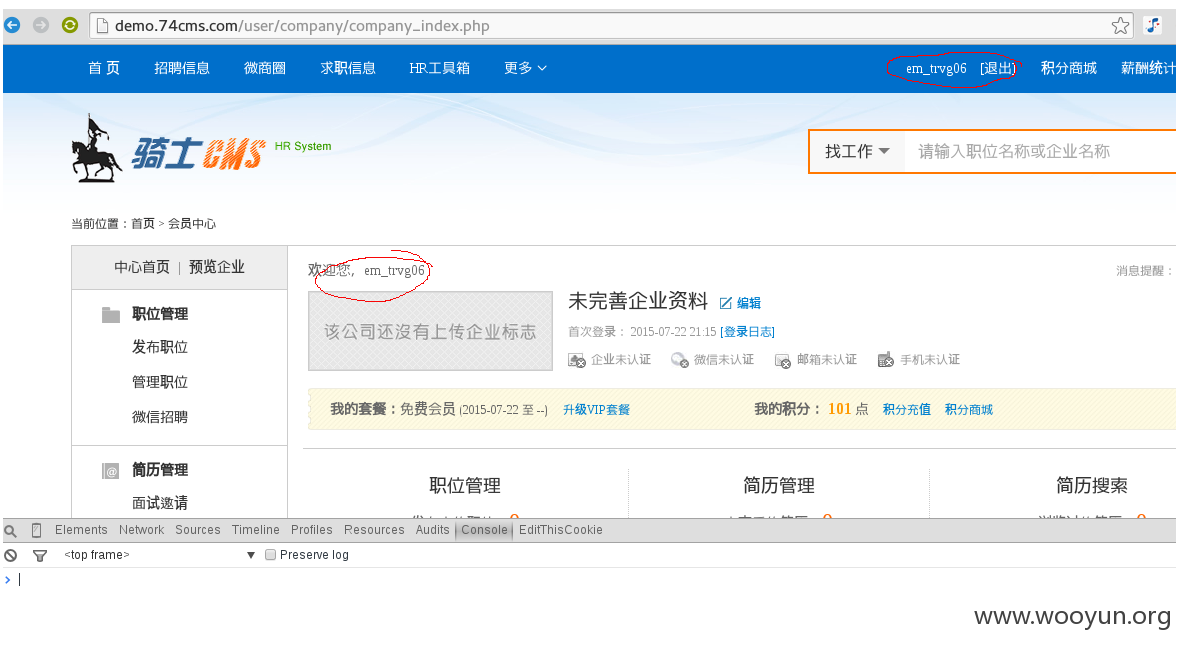 demo.74cms.com/user/company/company_index.php
首 页 招聘信息 微商圈 求职信息 HR工具箱 更多 em_trvg06 [退出] 积分商城 薪酬统计
骑士CMS HR System
找工作 请输入职位名称或企业名称
当前位置：首页 > 会员中心
中心首页 | 预览企业
欢迎您， em_trvg06
消息提醒：
职位管理
发布职位
管理职位
微信招聘
简历管理
面试邀请
该公司还沒有上传企业标志
未完善企业资料 编辑
首次登录： 2015-07-22 21:15 [登录日志]
企业未认证 微信未认证 邮箱未认证 手机未认证
我的套餐：免费会员 (2015-07-22 至 --) 升级VIP套餐 我的积分： 101 点 积分充值 积分商城
职位管理 简历管理 简历搜索
Elements Network Sources Timeline Profiles Resources Audits Console EditThisCookie
<top frame> Preserve log
www.wooyun.org